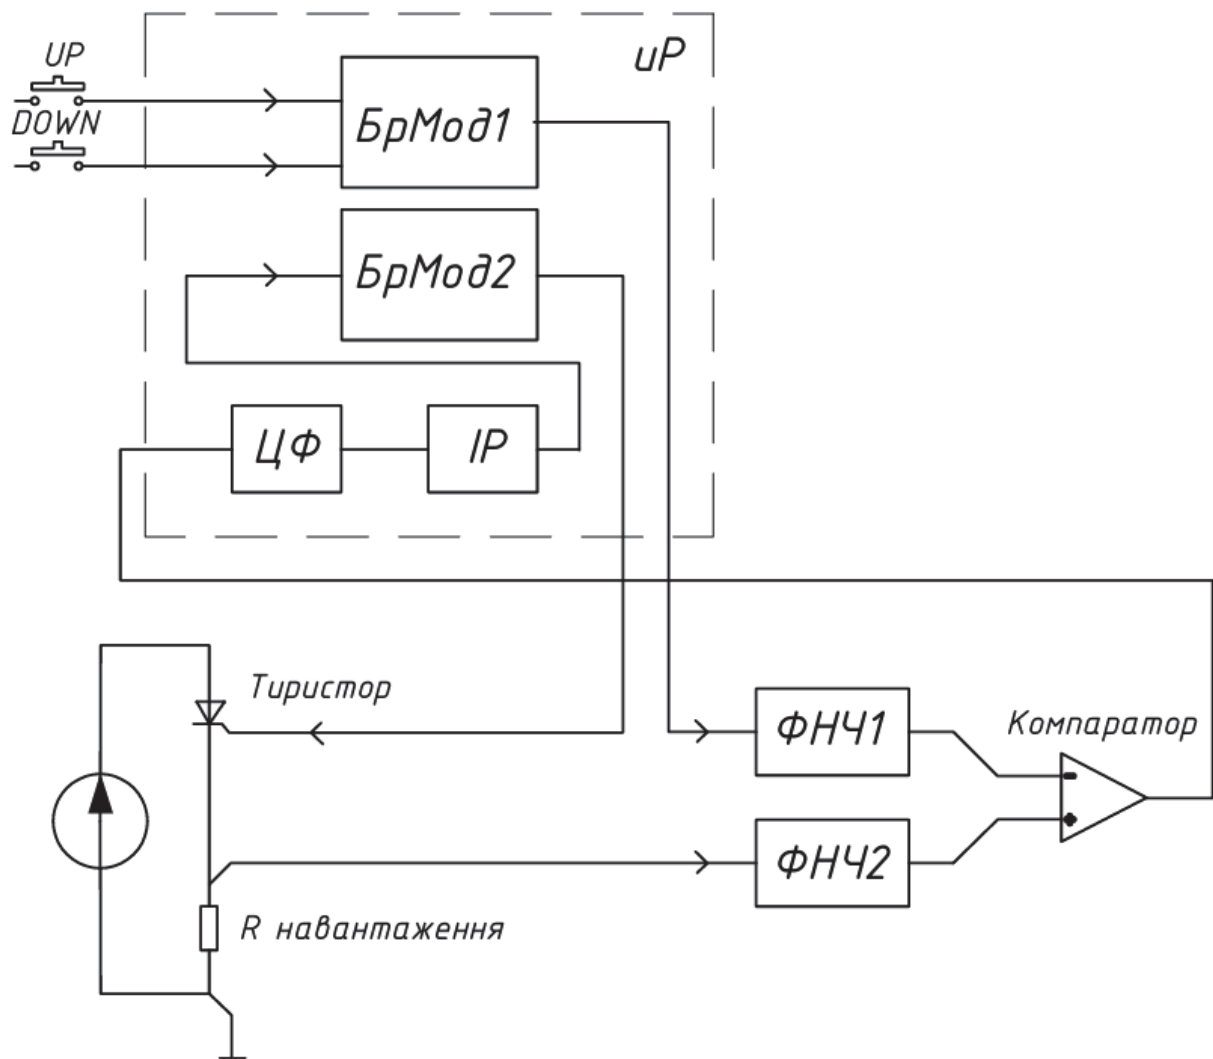 UP
uP
DOWN
БрМод1
БрМод2
ЦФ
IP
Тиристор
ФНЧ1
Компаратор
ФНЧ2
R навантаження